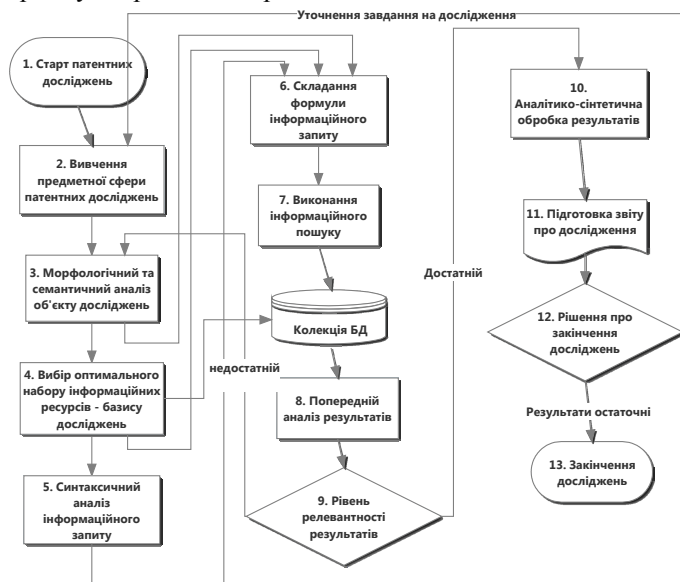 Уточнення завдання на дослідження
1. Старт патентних
досліджень
2. Вивчення
предметної сфери
патентних досліджень
3. Морфологічний та
семантичний аналіз
об'єкту досліджень
4. Вибір оптимального
набору інформаційних
ресурсів - базису
досліджень
5. Синтаксичний
аналіз
інформаційного
запиту
6. Складання
формули
інформаційного
запиту
7. Виконання
інформаційного
пошуку
Колекція БД
недостатній
8. Попередній
аналіз результатів
9. Рівень
релевантності
результатів
Достатній
10.
Аналітико-сінтетична
обробка результатів
11. Підготовка звіту
про дослідження
12. Рішення про
закінчення
досліджень
Результати остаточні
13. Закінчення
досліджень